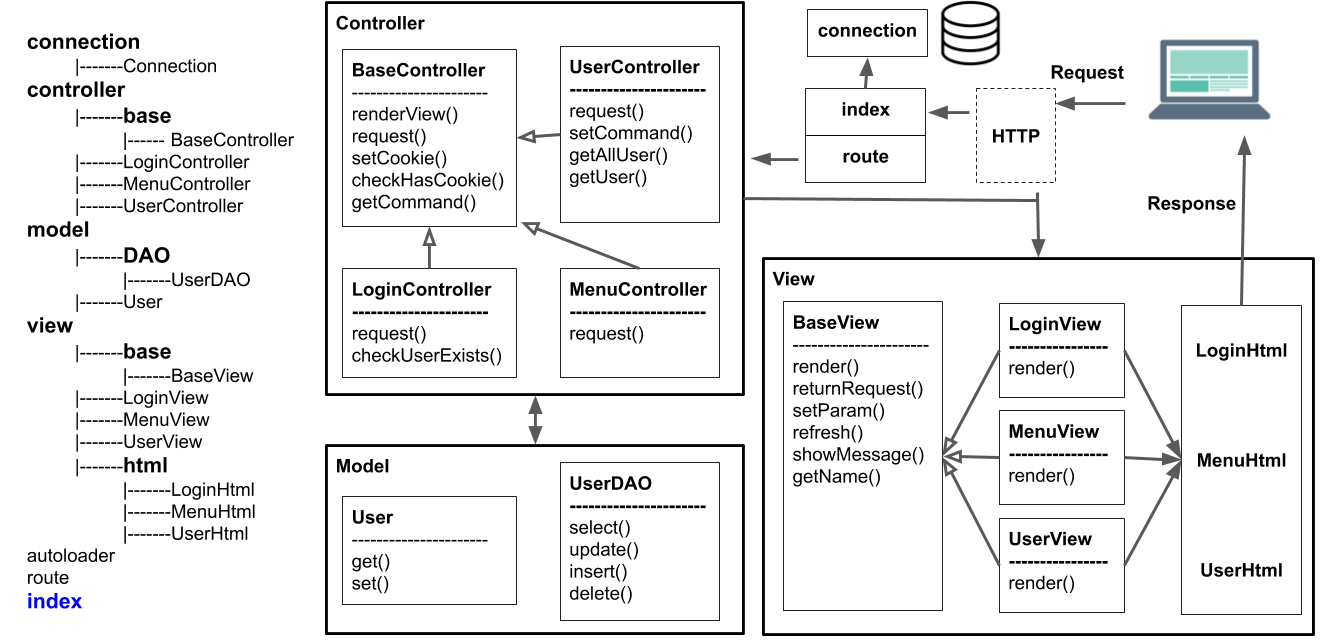 connection
|-------Connection
controller
|-------base
|------ BaseController
|-------LoginController
|-------MenuController
|-------UserController
model
|-------DAO
|-------UserDAO
|-------User
view
|-------base
|-------BaseView
|-------LoginView
|-------MenuView
|-------UserView
|-------html
|-------LoginHtml
|-------MenuHtml
|-------UserHtml
autoloader
route
index
Controller
BaseController
----------------------
renderView()
request()
setCookie()
checkHasCookie()
getCommand()
UserController
----------------------
request()
setCommand()
getAllUser()
getUser()
LoginController
----------------------
request()
checkUserExists()
MenuController
----------------------
request()
Model
User
----------------------
get()
set()
UserDAO
----------------------
select()
update()
insert()
delete()
connection
index
route
HTTP
Request
Response
View
BaseView
----------------------
render()
returnRequest()
setParam()
refresh()
showMessage()
getName()
LoginView
----------------
render()
MenuView
----------------
render()
UserView
----------------
render()
LoginHtml
MenuHtml
UserHtml